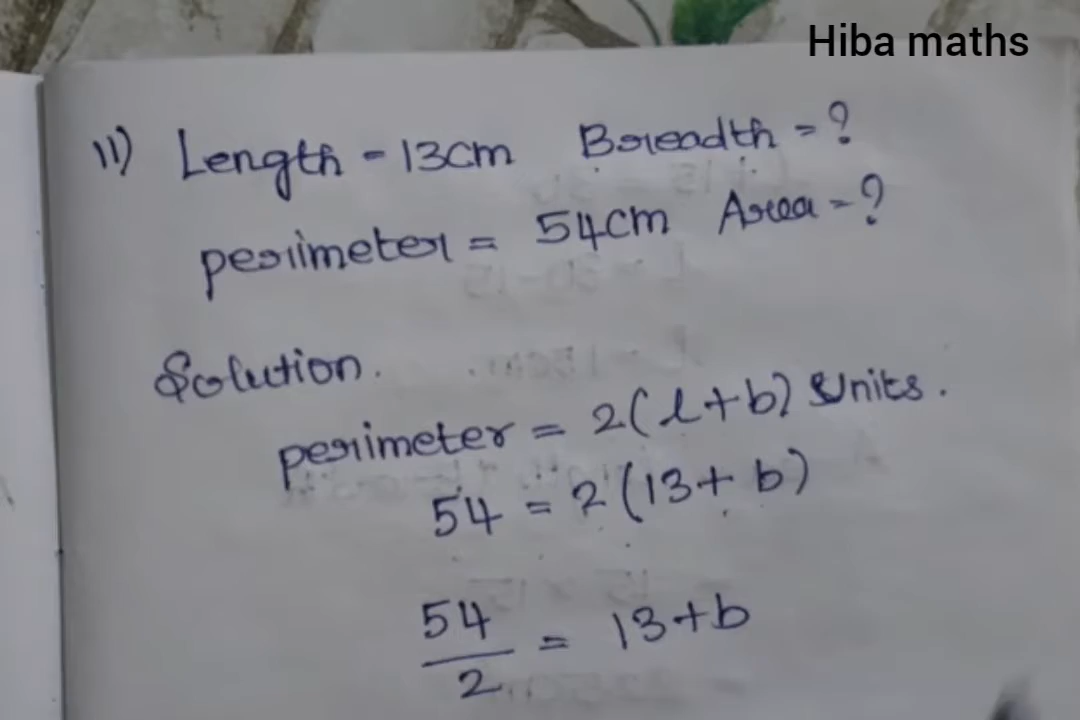 Hiba maths
11) Length = 13cm Breadth = ?
perimeter = 54cm Area = ?
Solution.
perimeter = 2(l+b) Units.
54 = 2(13+b)
54/2 = 13+b